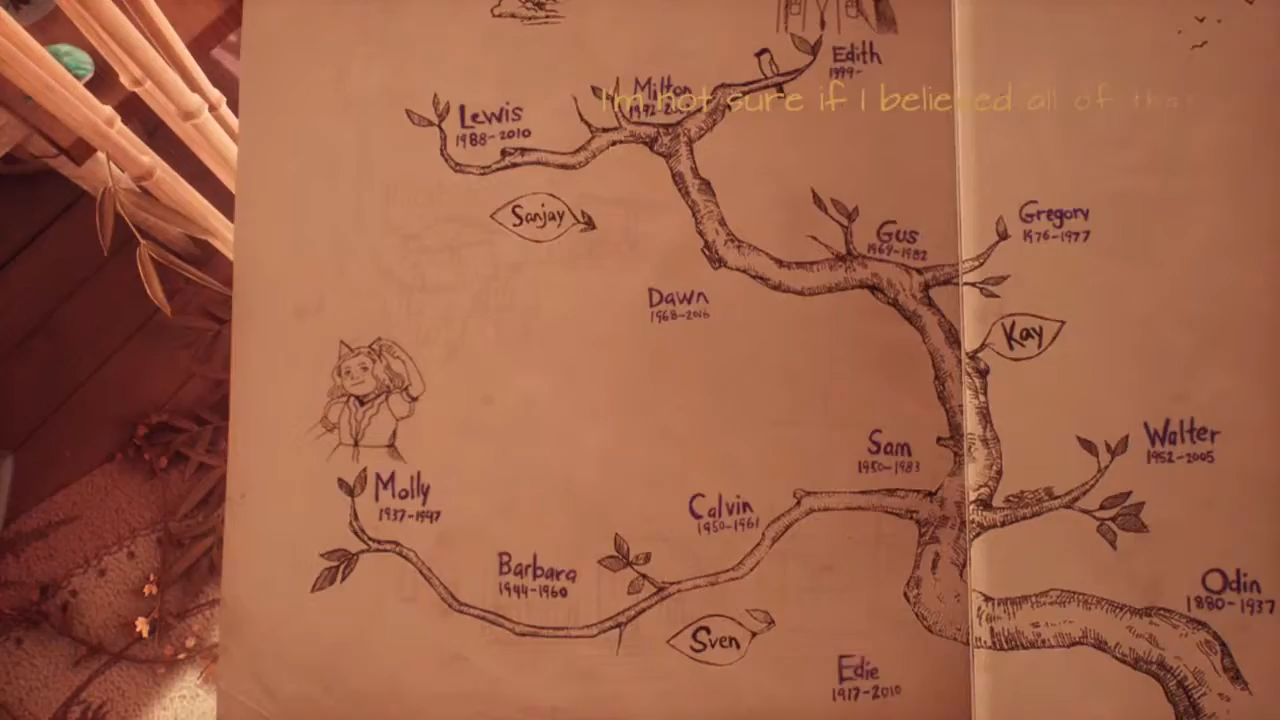 Edith
1999-
Milton
I'm not sure if I believed all of that
Lewis
1988-2010
Sanjay
Gregory
1976-1977
Gus
1969-1982
Dawn
1968-2016
Kay
Walter
1952-2005
Sam
1950-1983
Molly
1937-1947
Calvin
1950-1961
Barbara
1944-1960
Odin
1880-1937
Sven
Edie
1917-2010